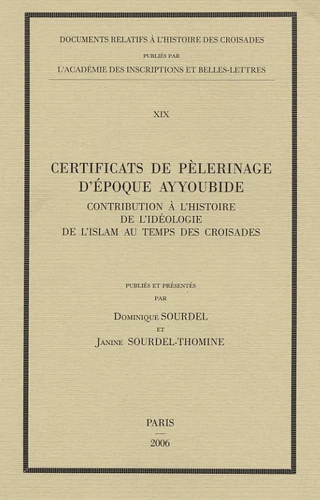 DOCUMENTS RELATIFS À L'HISTOIRE DES CROISADES
PUBLIÉS PAR
L'ACADÉMIE DES INSCRIPTIONS ET BELLES-LETTRES
XIX
CERTIFICATS DE PÈLERINAGE
D'ÉPOQUE AYYOUBIDE
CONTRIBUTION À L'HISTOIRE
DE L'IDÉOLOGIE
DE L'ISLAM AU TEMPS DES CROISADES
PUBLIÉS ET PRÉSENTÉS
PAR
DOMINIQUE SOURDEL
ET
JANINE SOURDEL-THOMINE
PARIS
2006